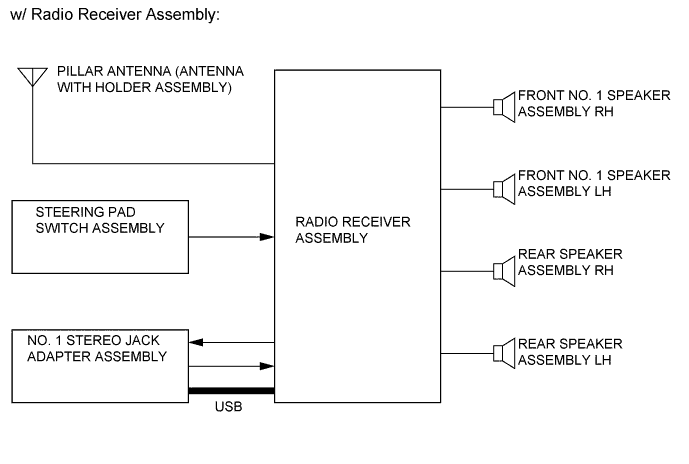 w/ Radio Receiver Assembly:
PILLAR ANTENNA (ANTENNA
WITH HOLDER ASSEMBLY)
STEERING PAD
SWITCH ASSEMBLY
NO. 1 STEREO JACK
ADAPTER ASSEMBLY
USB
RADIO RECEIVER
ASSEMBLY
FRONT NO. 1 SPEAKER
ASSEMBLY RH
FRONT NO. 1 SPEAKER
ASSEMBLY LH
REAR SPEAKER
ASSEMBLY RH
REAR SPEAKER
ASSEMBLY LH